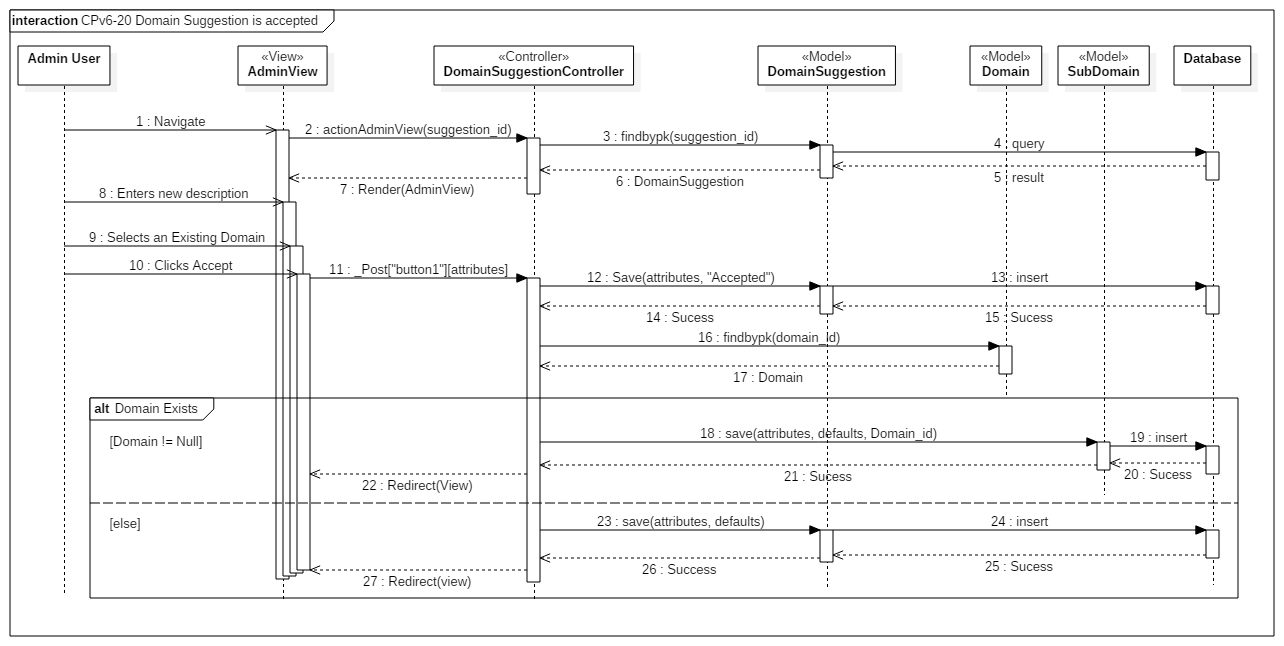 interaction CPv6-20 Domain Suggestion is accepted
Admin User
«View»
AdminView
«Controller»
DomainSuggestionController
«Model»
DomainSuggestion
«Model»
Domain
«Model»
SubDomain
Database
1 : Navigate
2 : actionAdminView(suggestion_id)
3 : findbypk(suggestion_id)
4 : query
5 : result
6 : DomainSuggestion
7 : Render(AdminView)
8 : Enters new description
9 : Selects an Existing Domain
10 : Clicks Accept
11 : _Post["button1"][attributes]
12 : Save(attributes, "Accepted")
13 : insert
14 : Sucess
15 : Sucess
16 : findbypk(domain_id)
17 : Domain
alt Domain Exists
[Domain != Null]
18 : save(attributes, defaults, Domain_id)
19 : insert
20 : Sucess
21 : Sucess
22 : Redirect(View)
[else]
23 : save(attributes, defaults)
24 : insert
25 : Sucess
26 : Success
27 : Redirect(view)